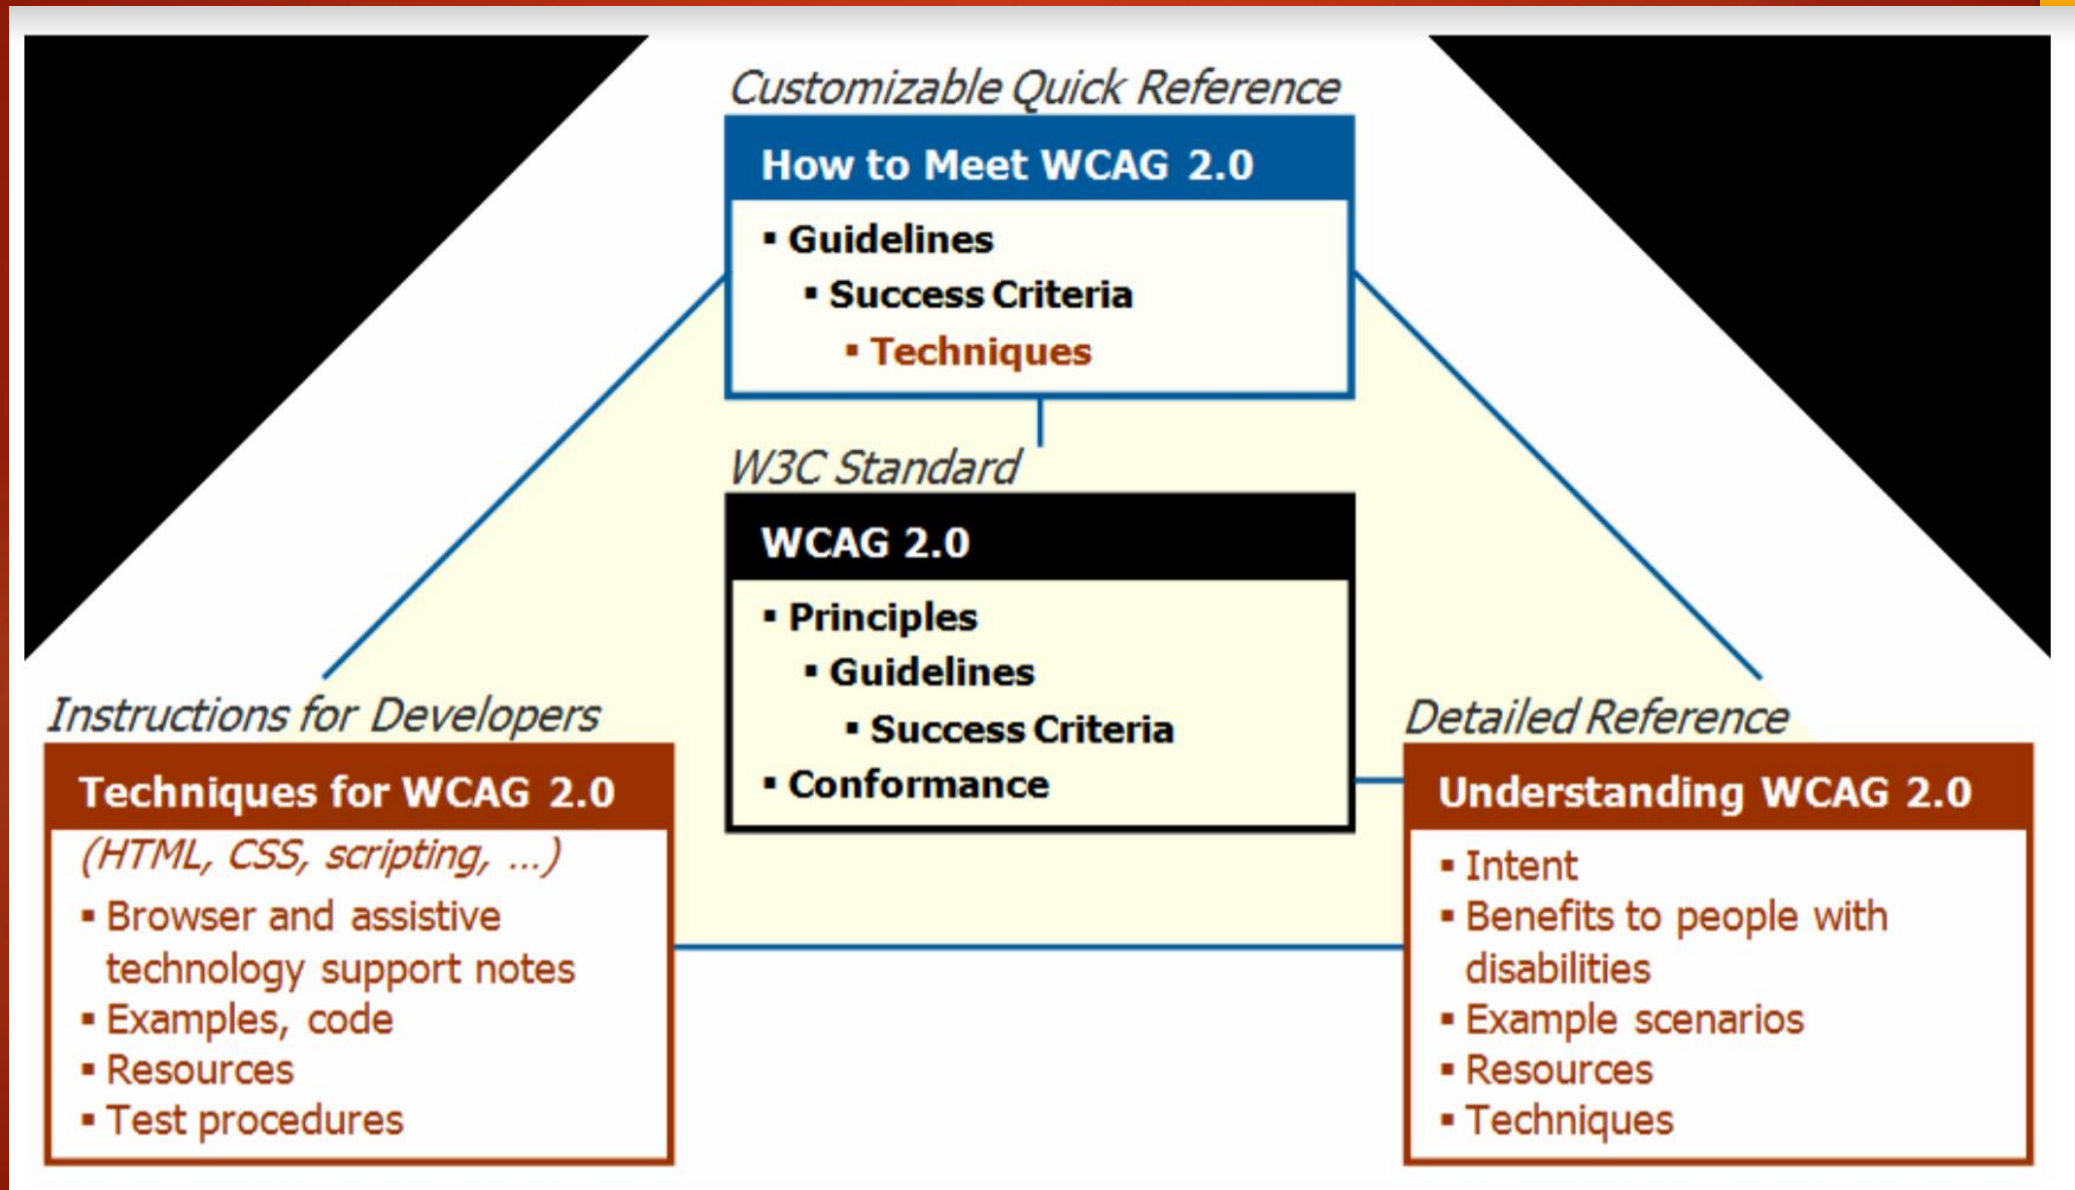 Customizable Quick Reference
How to Meet WCAG 2.0
▪ Guidelines
▪ Success Criteria
▪ Techniques
W3C Standard
WCAG 2.0
▪ Principles
▪ Guidelines
▪ Success Criteria
▪ Conformance
Instructions for Developers
Techniques for WCAG 2.0
(HTML, CSS, scripting, ...)
▪ Browser and assistive
technology support notes
▪ Examples, code
▪ Resources
▪ Test procedures
Detailed Reference
Understanding WCAG 2.0
▪ Intent
▪ Benefits to people with
disabilities
▪ Example scenarios
▪ Resources
▪ Techniques